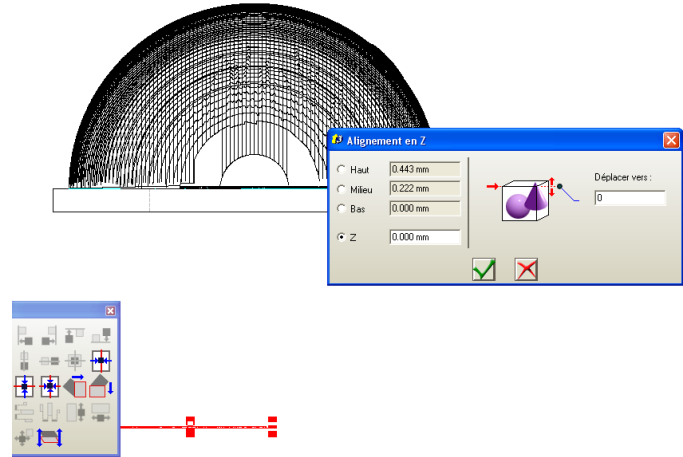 Alignement en Z
Haut 0.443 mm
Milieu 0.222 mm
Bas 0.000 mm
Z 0.000 mm
Déplacer vers :
0